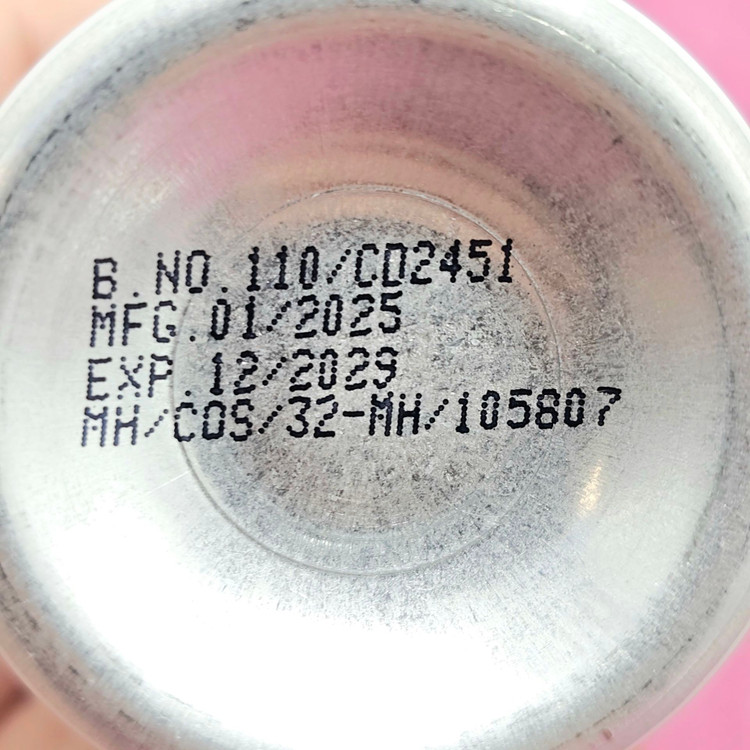 B.NO.110/CD2451
MFG.01/2025
EXP.12/2029
MH/COS/32-MH/105807